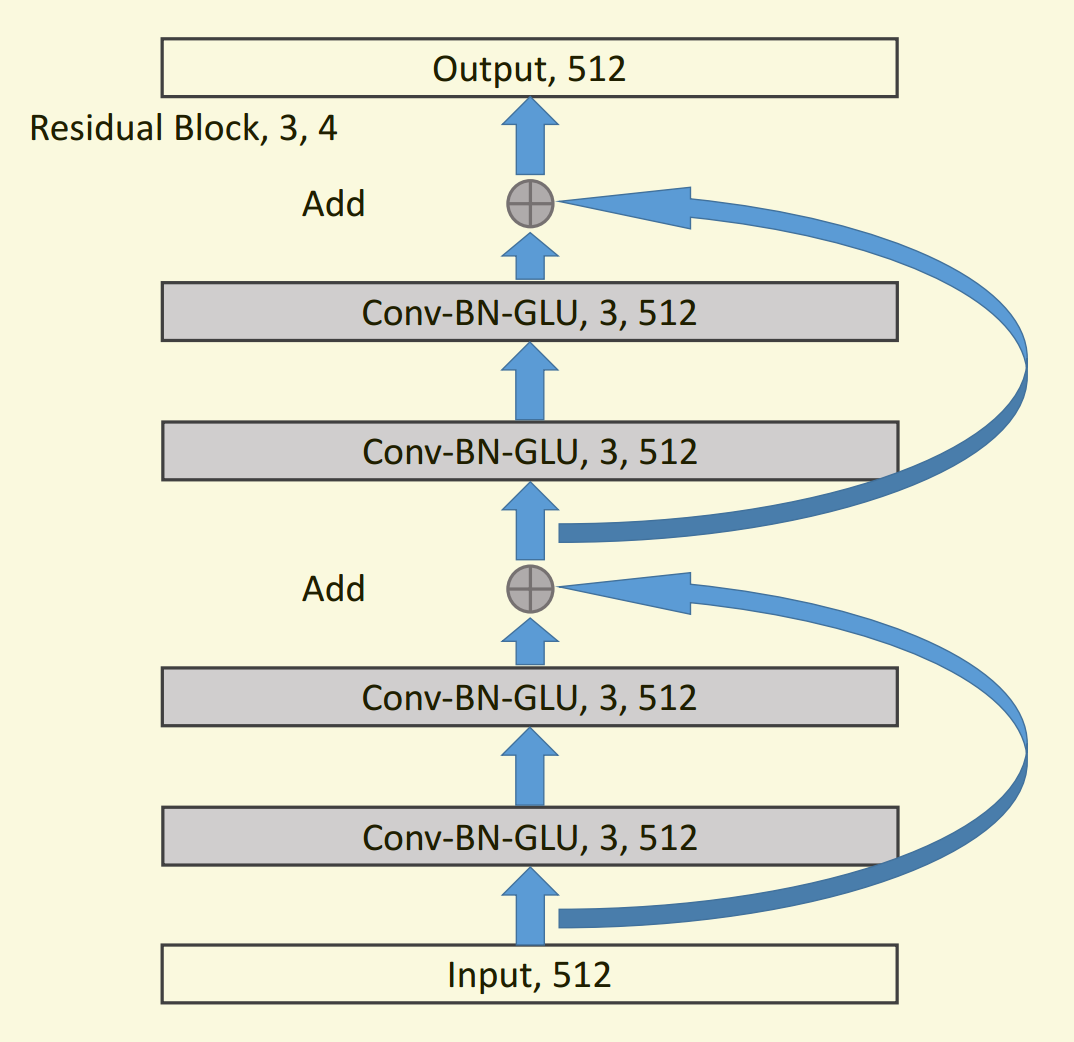 Output, 512
Residual Block, 3, 4
Add
Conv-BN-GLU, 3, 512
Conv-BN-GLU, 3, 512
Add
Conv-BN-GLU, 3, 512
Conv-BN-GLU, 3, 512
Input, 512